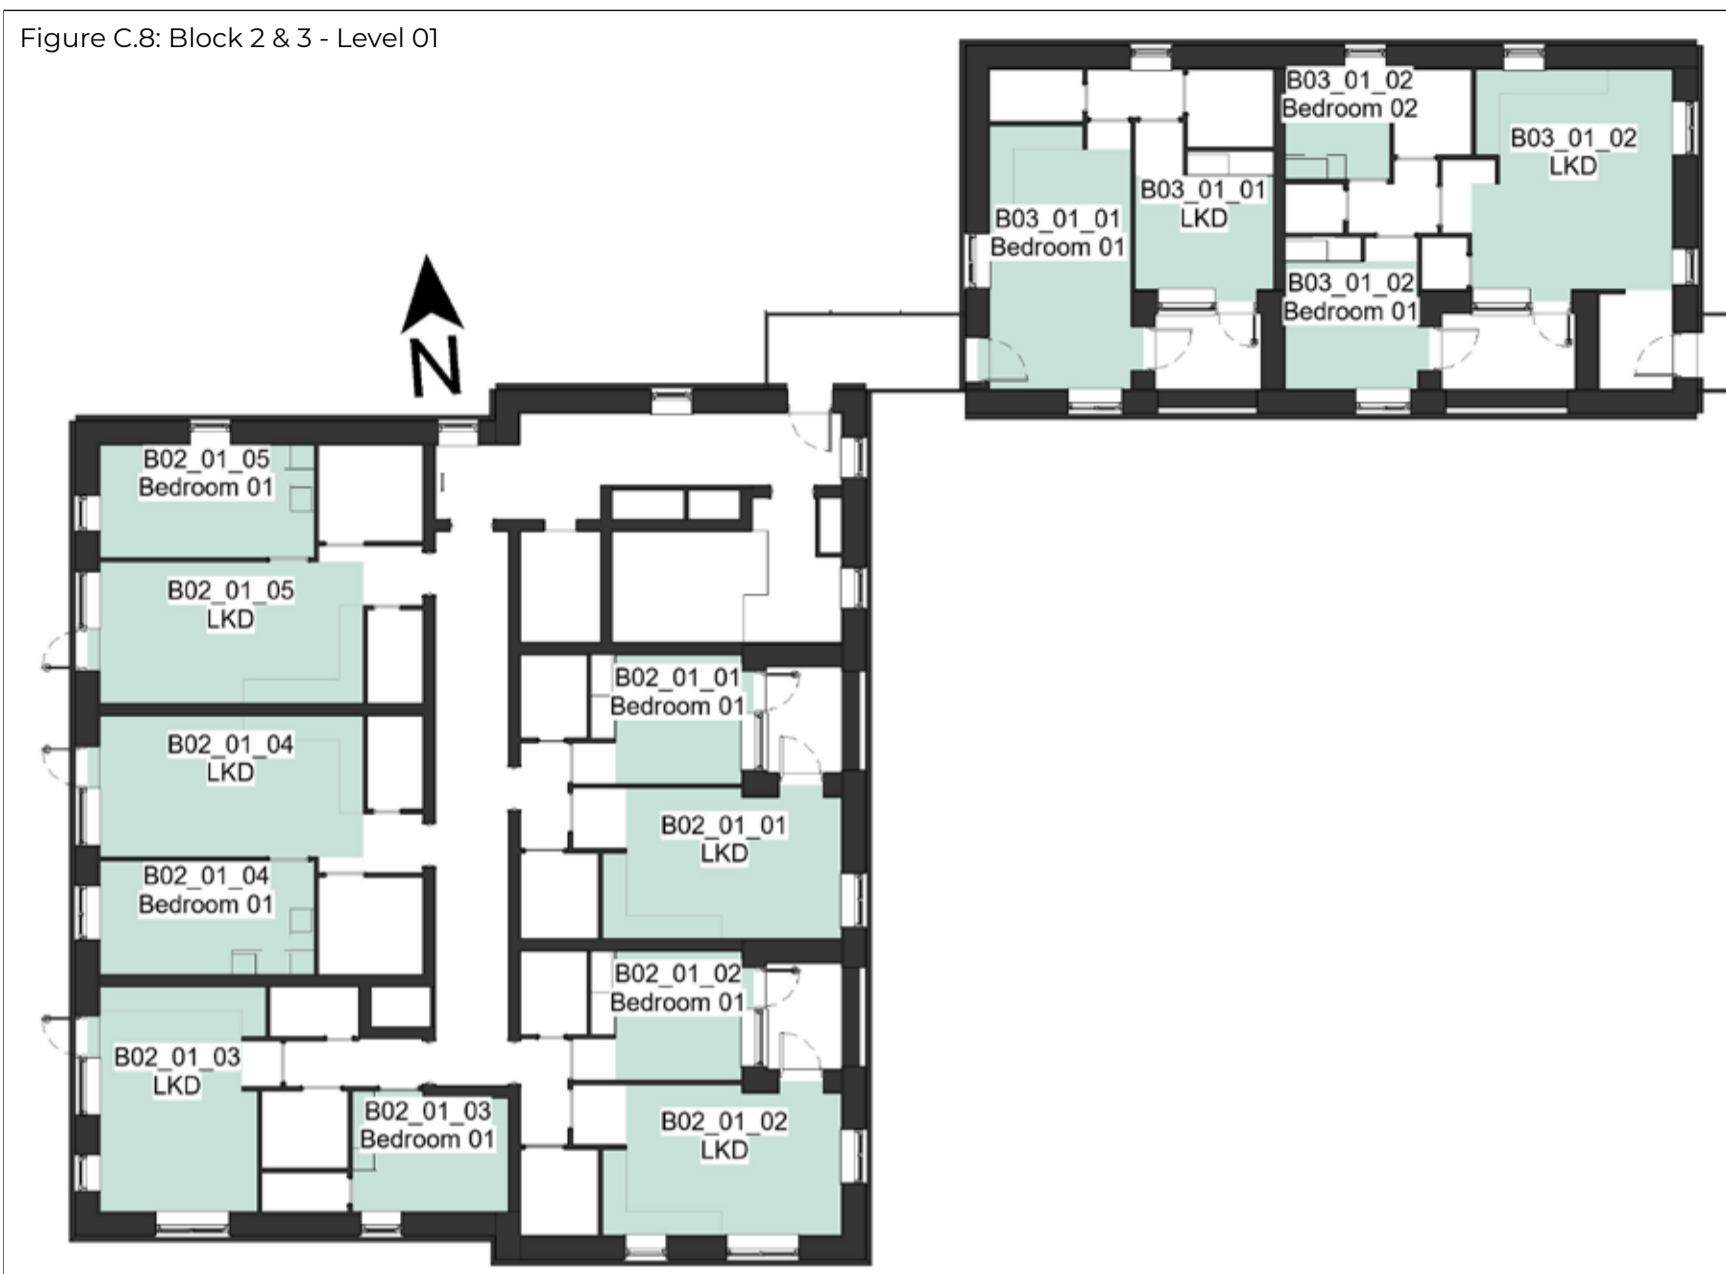 Figure C.8: Block 2 & 3 - Level 01
B03_01_02
Bedroom 02
B03_01_02
LKD
B03_01_01
LKD
B03_01_01
Bedroom 01
B03_01_02
Bedroom 01
N
B02_01_05
Bedroom 01
B02_01_05
LKD
B02_01_01
Bedroom 01
B02_01_04
LKD
B02_01_01
LKD
B02_01_04
Bedroom 01
B02_01_02
Bedroom 01
B02_01_03
LKD
B02_01_03
Bedroom 01
B02_01_02
LKD